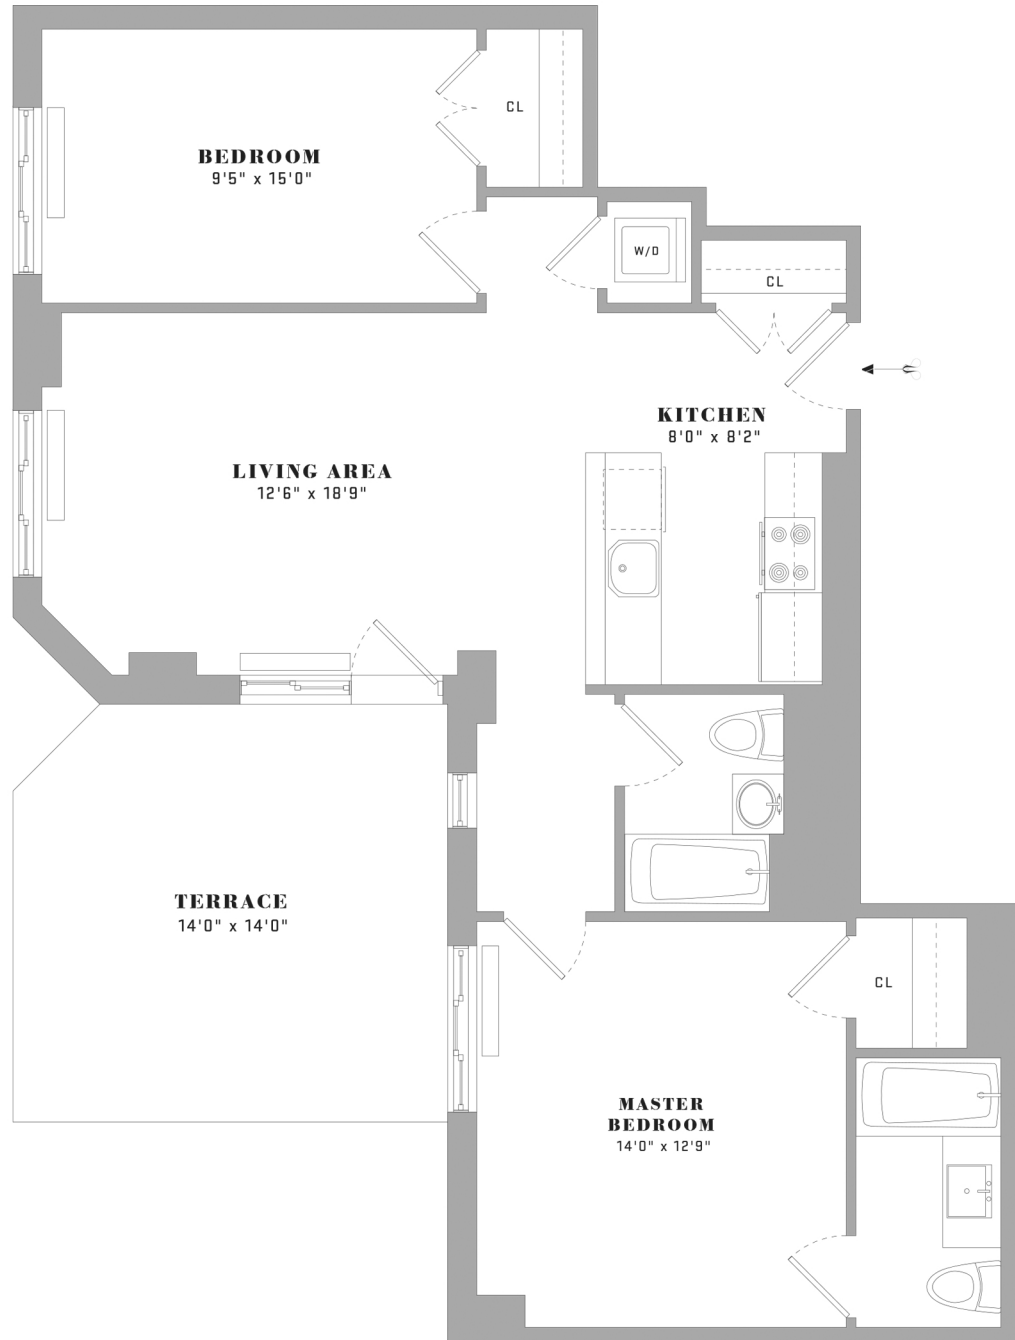 CL
BEDROOM
9'5" x 15'0"
W/D
CL
KITCHEN
8'0" x 8'2"
LIVING AREA
12'6" x 18'9"
TERRACE
14'0" x 14'0"
CL
MASTER
BEDROOM
14'0" x 12'9"